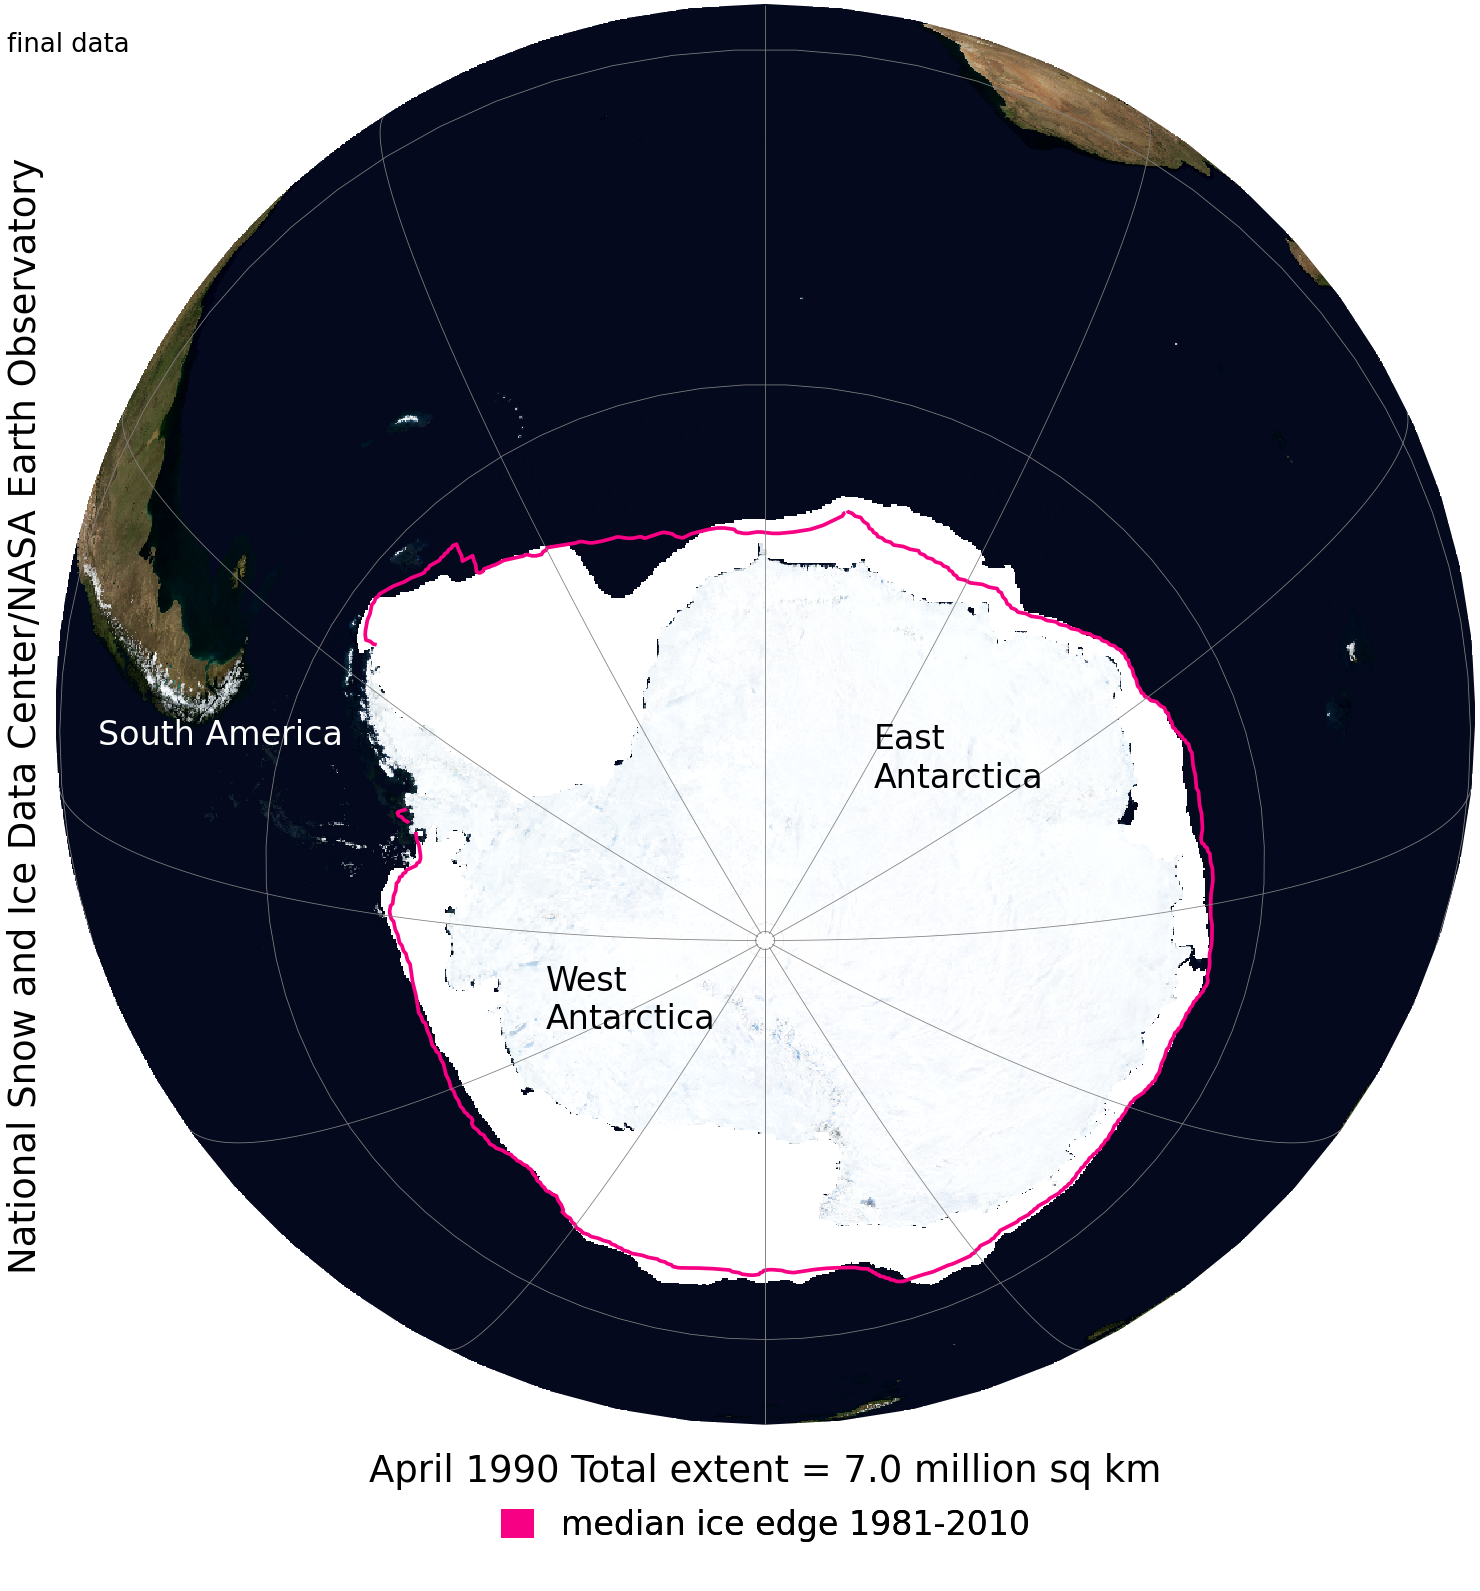 final data
National Snow and Ice Data Center/NASA Earth Observatory
South America
East
Antarctica
West
Antarctica
April 1990 Total extent = 7.0 million sq km
median ice edge 1981-2010